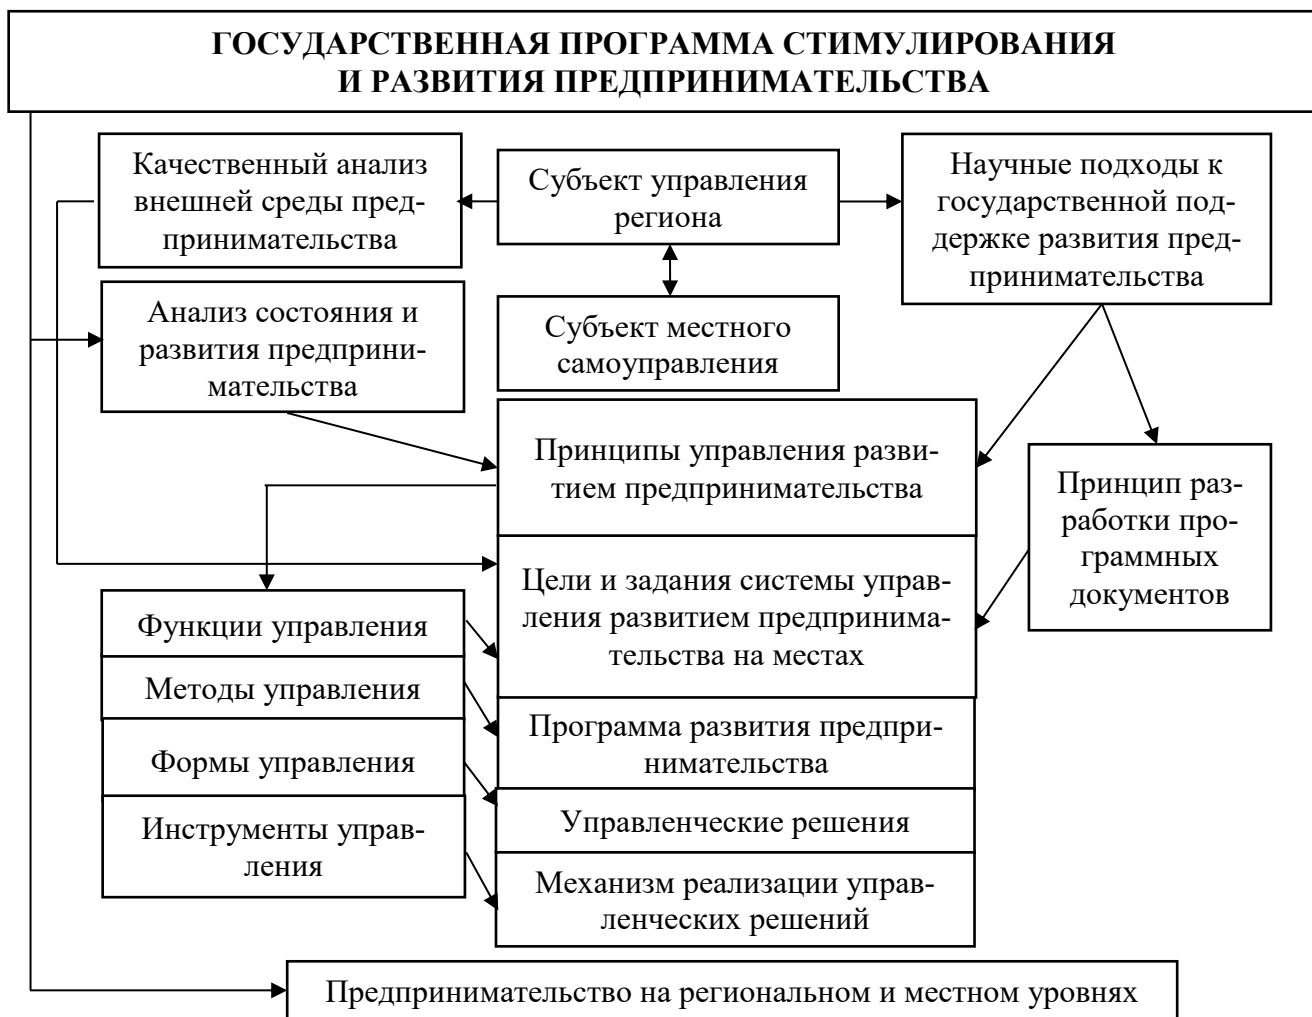 ГОСУДАРСТВЕННАЯ ПРОГРАММА СТИМУЛИРОВАНИЯ
И РАЗВИТИЯ ПРЕДПРИНИМАТЕЛЬСТВА
Качественный анализ
внешней среды пред-
принимательства
Субъект управления
региона
Научные подходы к
государственной под-
держке развития пред-
принимательства
Анализ состояния и
развития предприни-
мательства
Субъект местного
самоуправления
Принципы управления разви-
тием предпринимательства
Принцип раз-
работки про-
граммных
документов
Цели и задания системы управ-
ления развитием предпринима-
тельства на местах
Функции управления
Методы управления
Формы управления
Инструменты управ-
ления
Программа развития предпри-
нимательства
Управленческие решения
Механизм реализации управ-
ленческих решений
Предпринимательство на региональном и местном уровнях